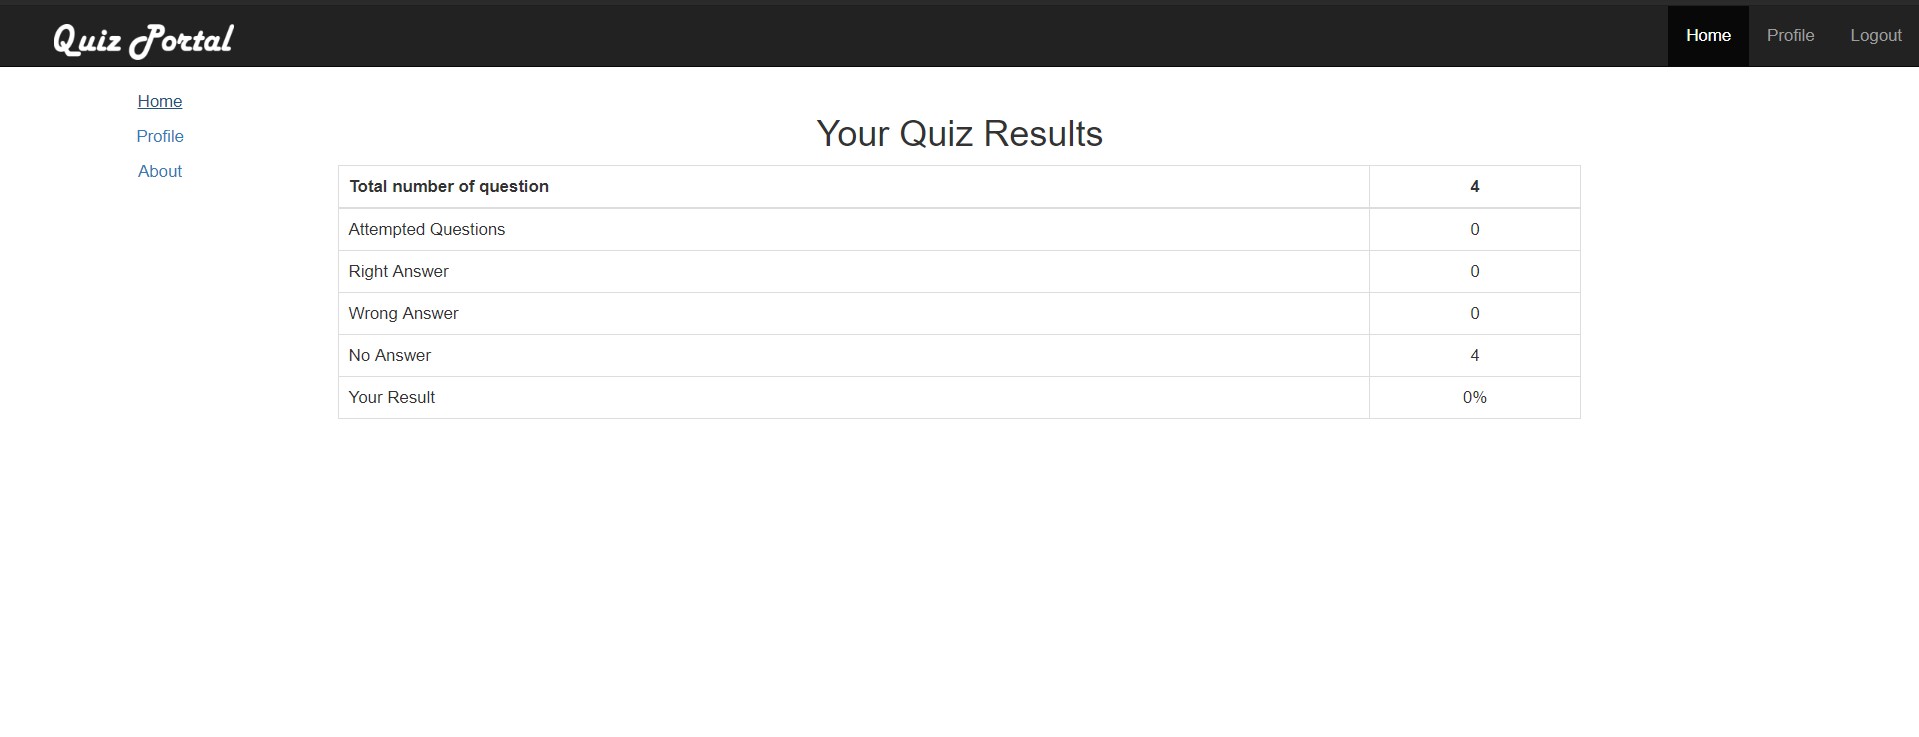 Quiz Portal
Home Profile Logout
Home
Profile
About
Your Quiz Results
Total number of question 4
Attempted Questions 0
Right Answer 0
Wrong Answer 0
No Answer 4
Your Result 0%